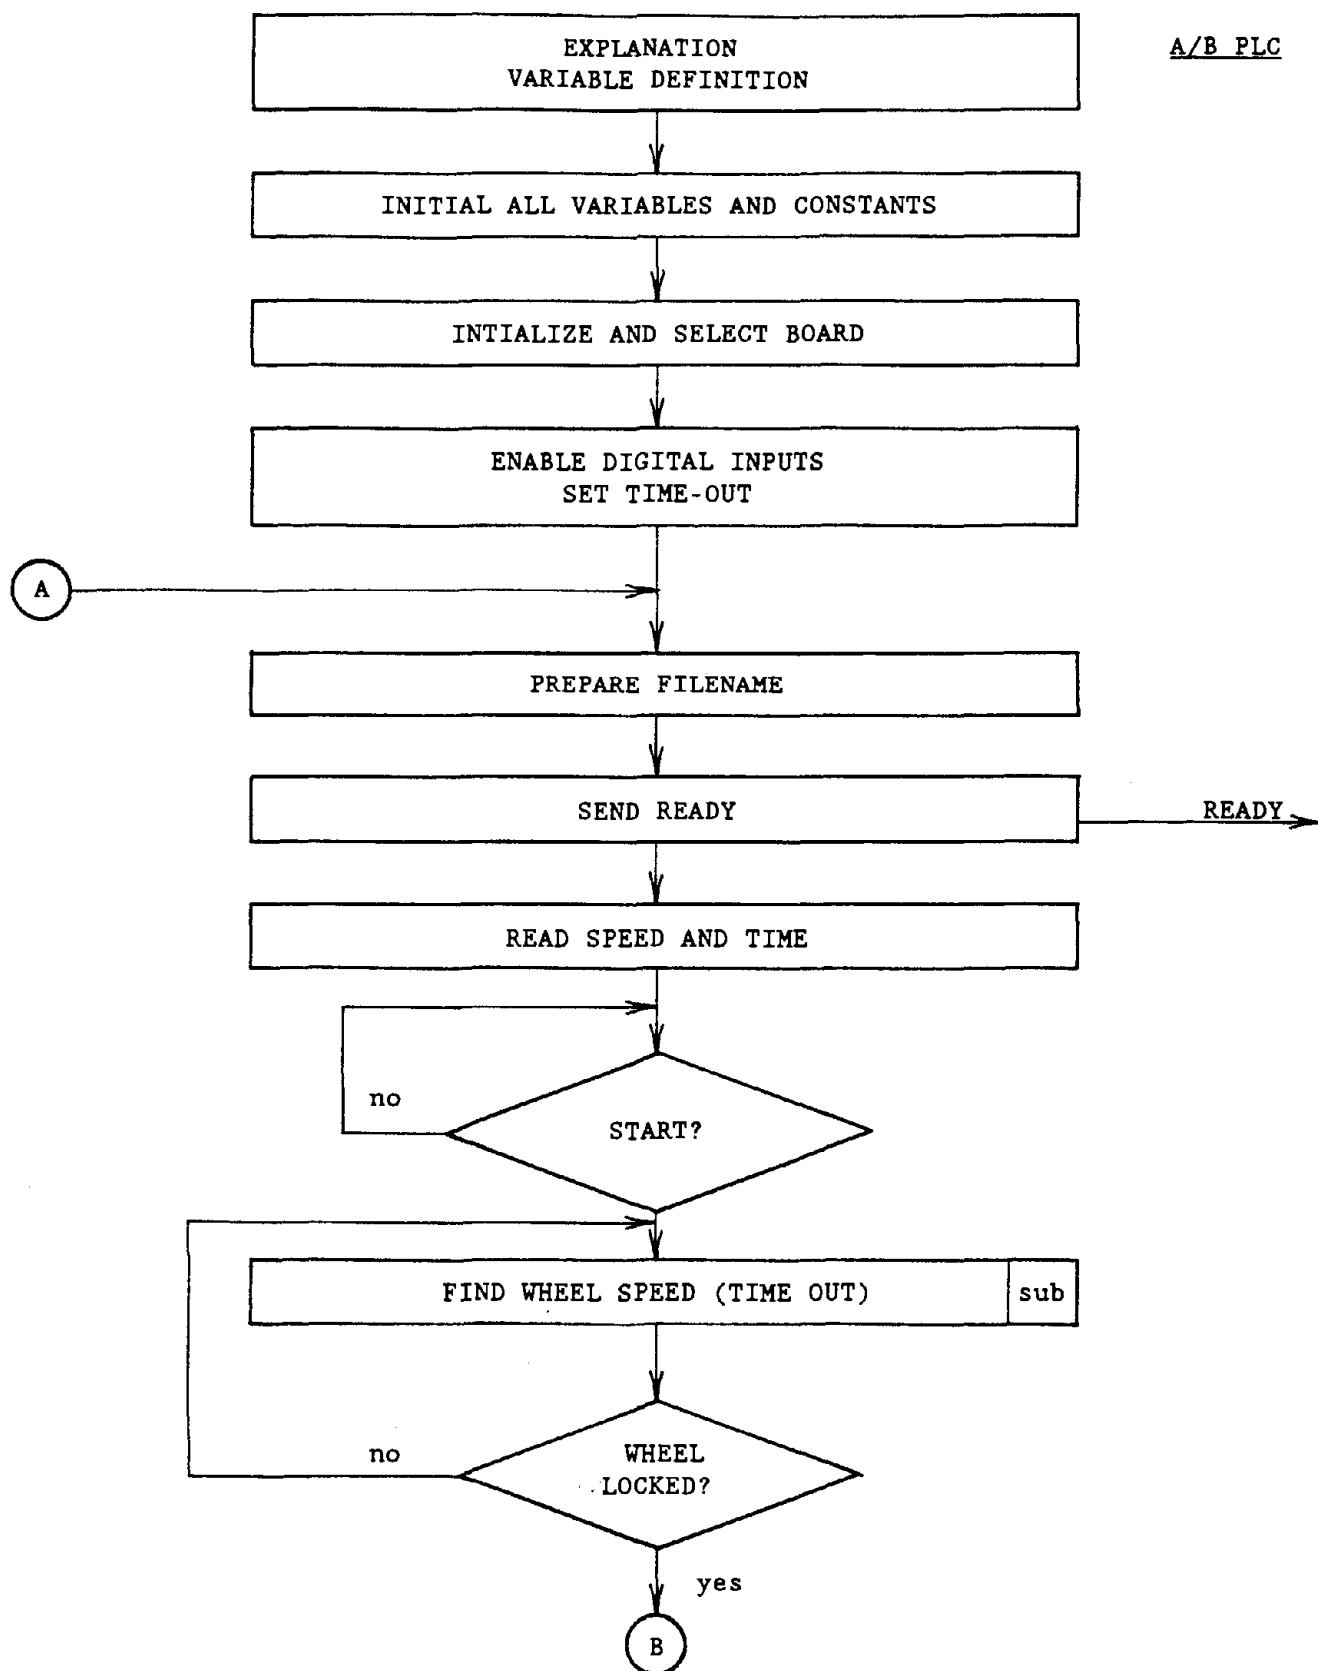 EXPLANATION
VARIABLE DEFINITION
A/B PLC
INITIAL ALL VARIABLES AND CONSTANTS
INTIALIZE AND SELECT BOARD
ENABLE DIGITAL INPUTS
SET TIME-OUT
A
PREPARE FILENAME
SEND READY
READY
READ SPEED AND TIME
no
START?
FIND WHEEL SPEED (TIME OUT)
sub
no
WHEEL
LOCKED?
yes
B